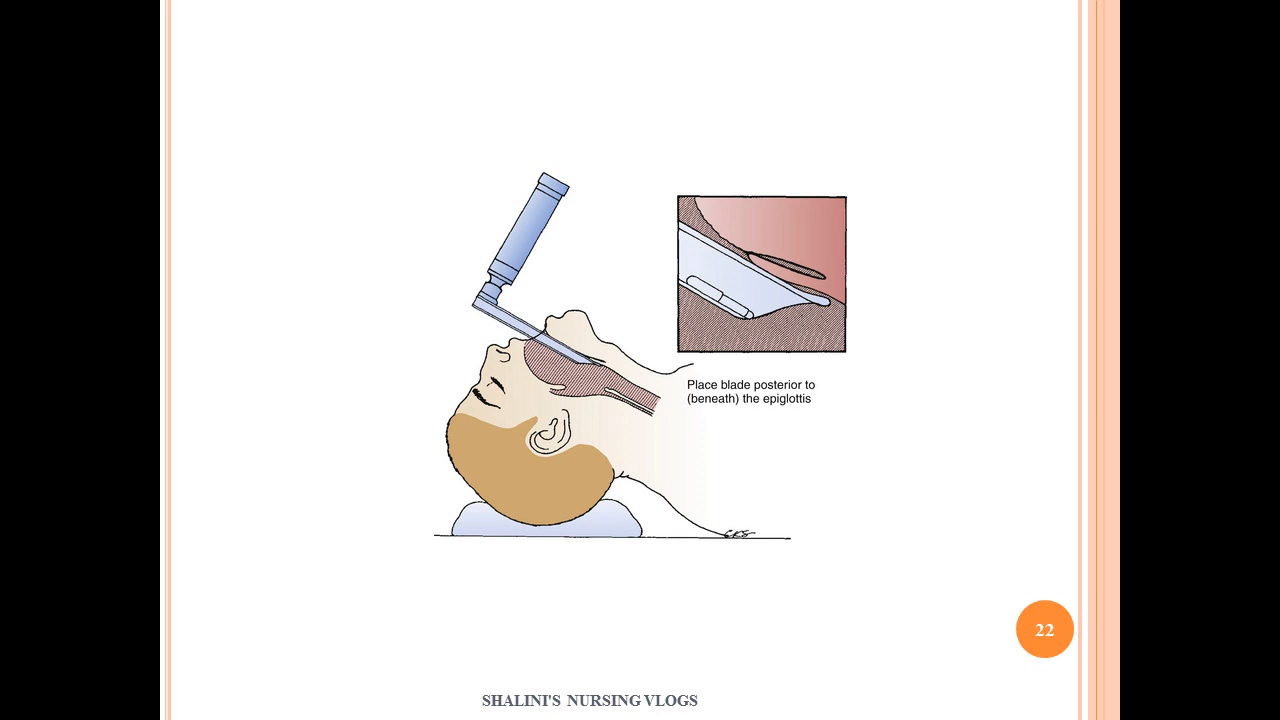 Place blade posterior to
(beneath) the epiglottis
22
SHALINI'S NURSING VLOGS